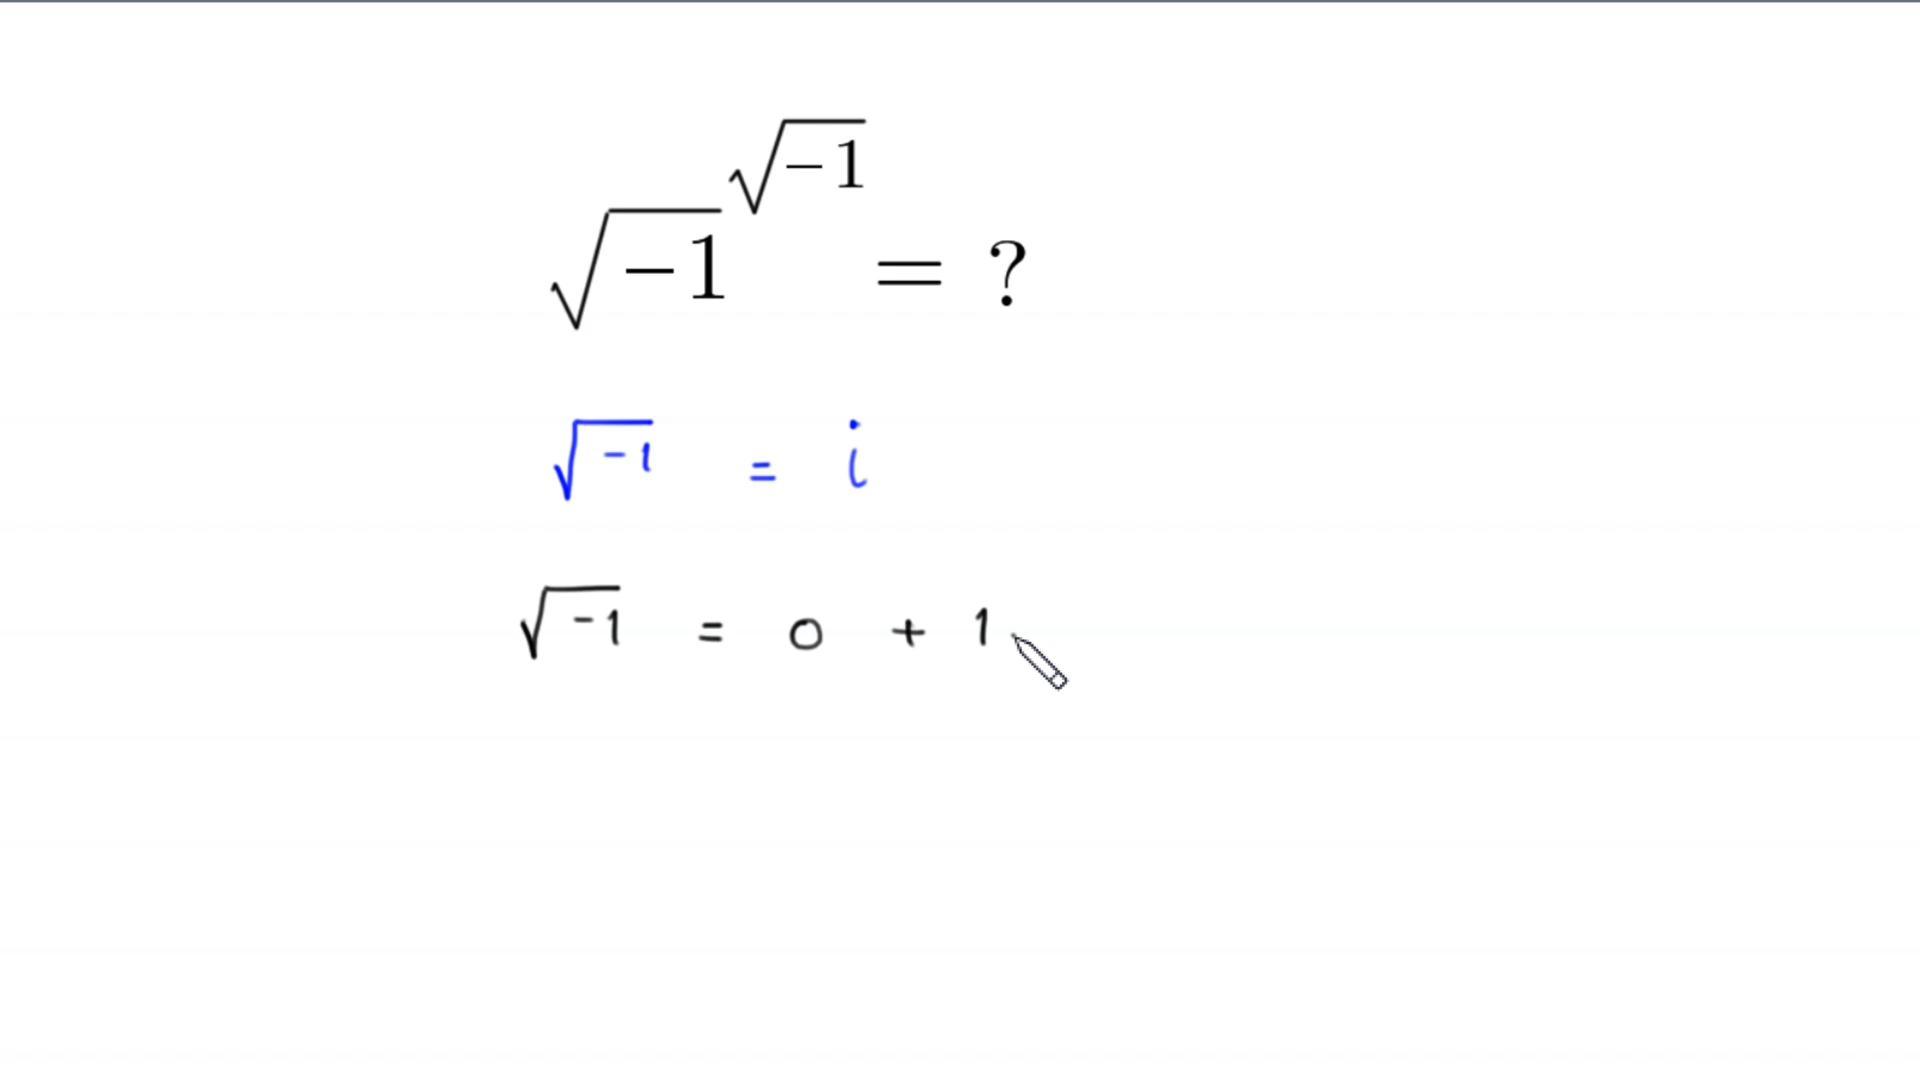 √-1^√-1 = ?
√-1 = i
√-1 = 0 + 1